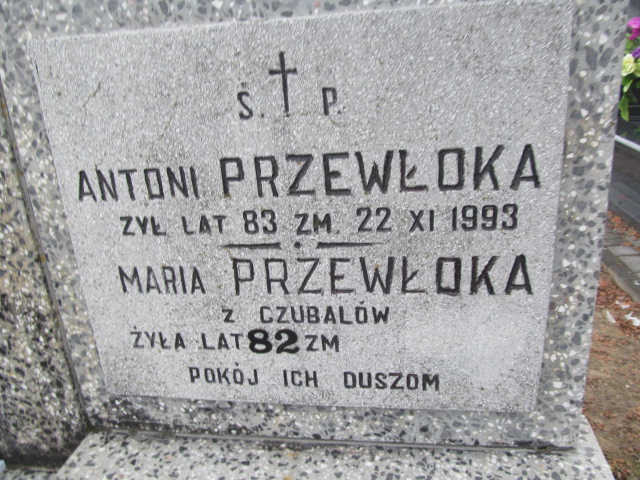 Ś. P.
ANTONI PRZEWŁOKA
ŻYŁ LAT 83 ZM. 22 XI 1993
MARIA PRZEWŁOKA
Z CZUBALÓW
ŻYŁA LAT 82 ZM
POKÓJ ICH DUSZOM